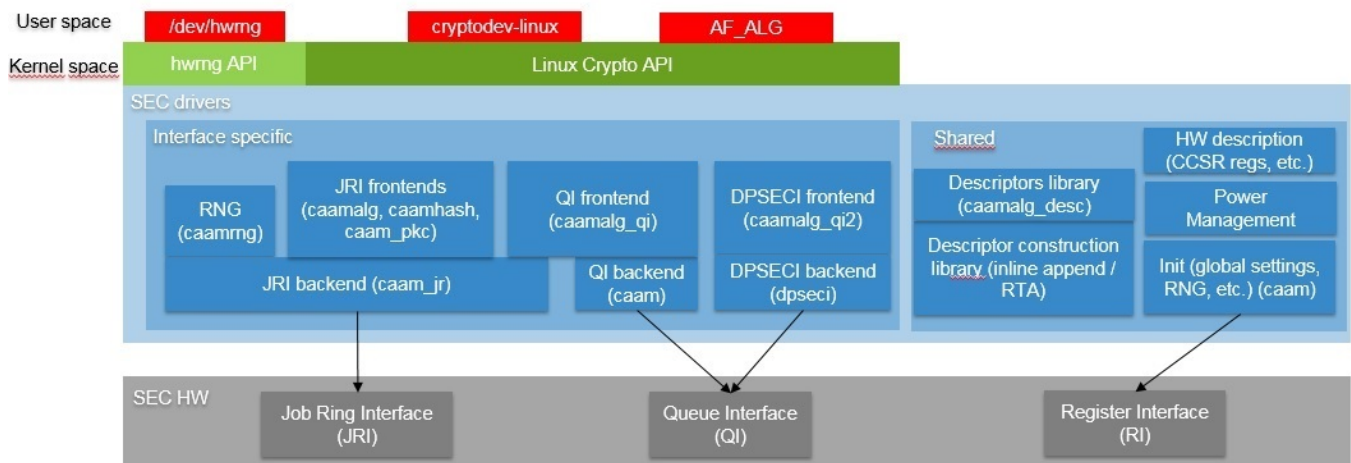 User space
/dev/hwrng
cryptodev-linux
AF_ALG
Kernel space
hwrng API
Linux Crypto API
SEC drivers
Interface specific
RNG
(caamrng)
JRI frontends
(caamalg, caamhash,
caam_pkc)
QI frontend
(caamalg_qi)
DPSECI frontend
(caamalg_qi2)
JRI backend (caam_jr)
QI backend
(caam)
DPSECI backend
(dpseci)
Shared
Descriptors library
(caamalg_desc)
Descriptor construction
library (inline append /
RTA)
HW description
(CCSR regs, etc.)
Power
Management
Init (global settings,
RNG, etc.) (caam)
SEC HW
Job Ring Interface
(JRI)
Queue Interface
(QI)
Register Interface
(RI)